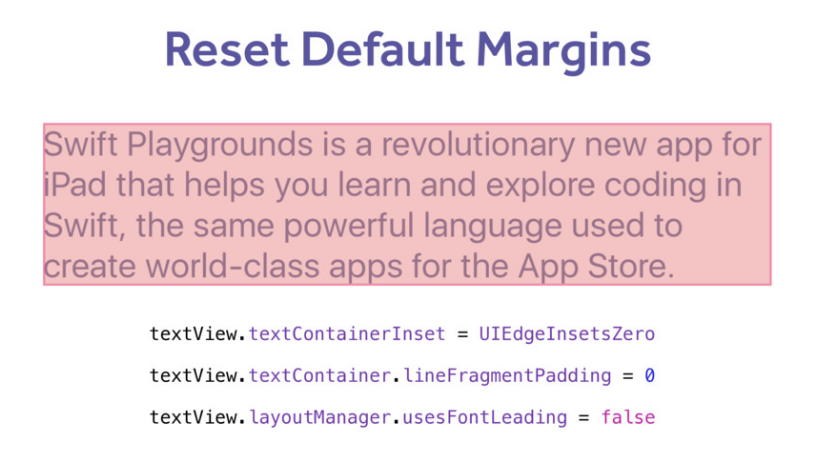 Reset Default Margins
Swift Playgrounds is a revolutionary new app for
iPad that helps you learn and explore coding in
Swift, the same powerful language used to
create world-class apps for the App Store.
textView.textContainerInset = UIEdgeInsetsZero
textView.textContainer.lineFragmentPadding = 0
textView.layoutManager.usesFontLeading = false